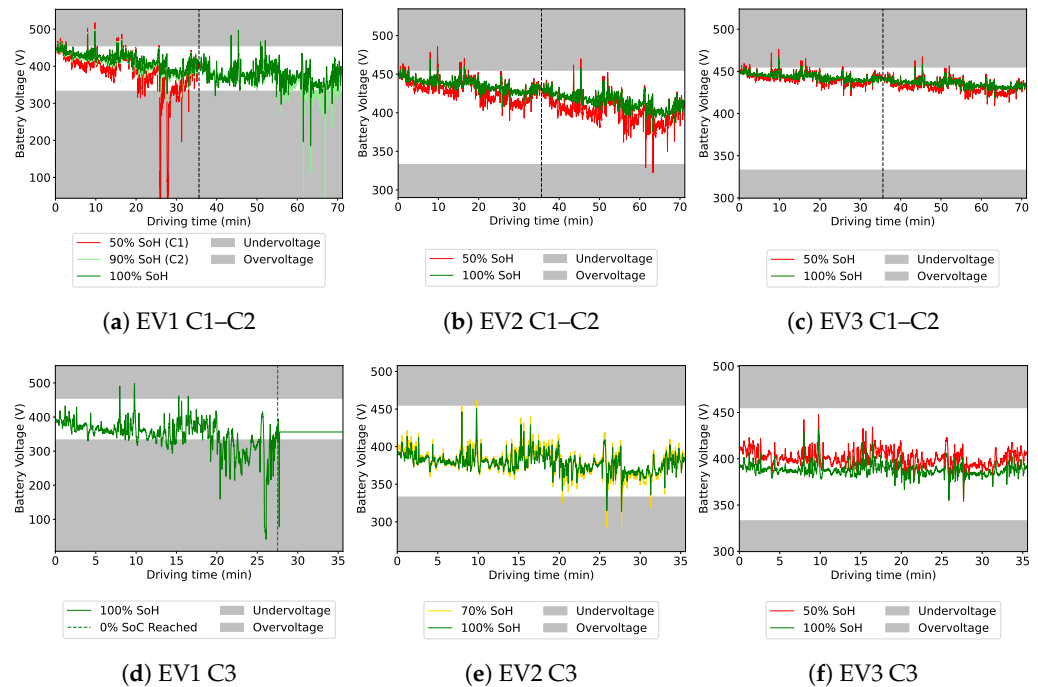 500
400
300
200
100
Battery Voltage (V)
0 10 20 30 40 50 60 70
Driving time (min)
50% SoH (C1)
90% SoH (C2)
100% SoH
Undervoltage
Overvoltage
(a) EV1 C1–C2
500
450
400
350
300
Battery Voltage (V)
0 10 20 30 40 50 60 70
Driving time (min)
50% SoH
100% SoH
Undervoltage
Overvoltage
(b) EV2 C1–C2
500
450
400
350
300
Battery Voltage (V)
0 10 20 30 40 50 60 70
Driving time (min)
50% SoH
100% SoH
Undervoltage
Overvoltage
(c) EV3 C1–C2
500
400
300
200
100
Battery Voltage (V)
0 5 10 15 20 25 30 35
Driving time (min)
100% SoH
0% SoC Reached
Undervoltage
Overvoltage
(d) EV1 C3
500
450
400
350
300
Battery Voltage (V)
0 5 10 15 20 25 30 35
Driving time (min)
70% SoH
100% SoH
Undervoltage
Overvoltage
(e) EV2 C3
500
450
400
350
300
Battery Voltage (V)
0 5 10 15 20 25 30 35
Driving time (min)
50% SoH
100% SoH
Undervoltage
Overvoltage
(f) EV3 C3